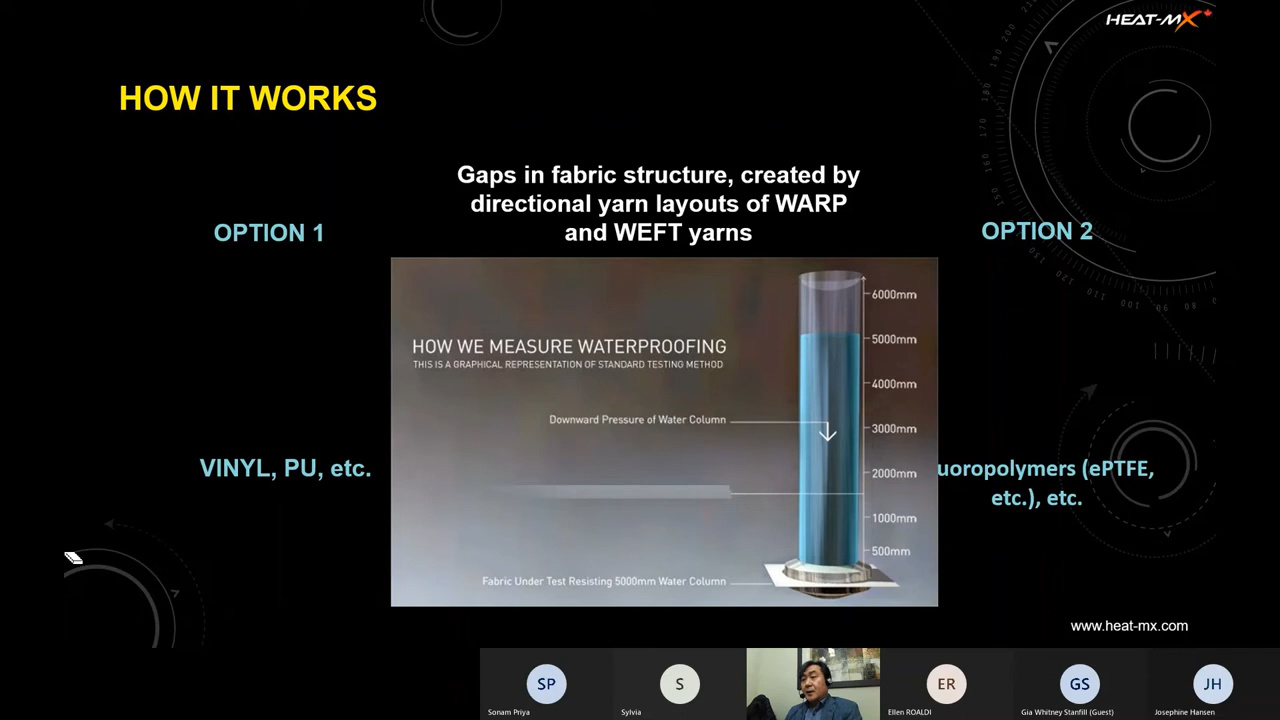 HEAT-MX
HOW IT WORKS
Gaps in fabric structure, created by
directional yarn layouts of WARP
and WEFT yarns
OPTION 1
OPTION 2
HOW WE MEASURE WATERPROOFING
THIS IS A GRAPHICAL REPRESENTATION OF STANDARD TESTING METHOD
6000mm
5000mm
4000mm
Downward Pressure of Water Column
3000mm
2000mm
1000mm
500mm
Fabric Under Test Resisting 5000mm Water Column
VINYL, PU, etc.
uoropolymers (ePTFE,
etc.), etc.
www.heat-mx.com
SP
S
ER
GS
JH
Sonam Priya
Sylvia
Ellen ROALDI
Gia Whitney Stanfill (Guest)
Josephine Hansen